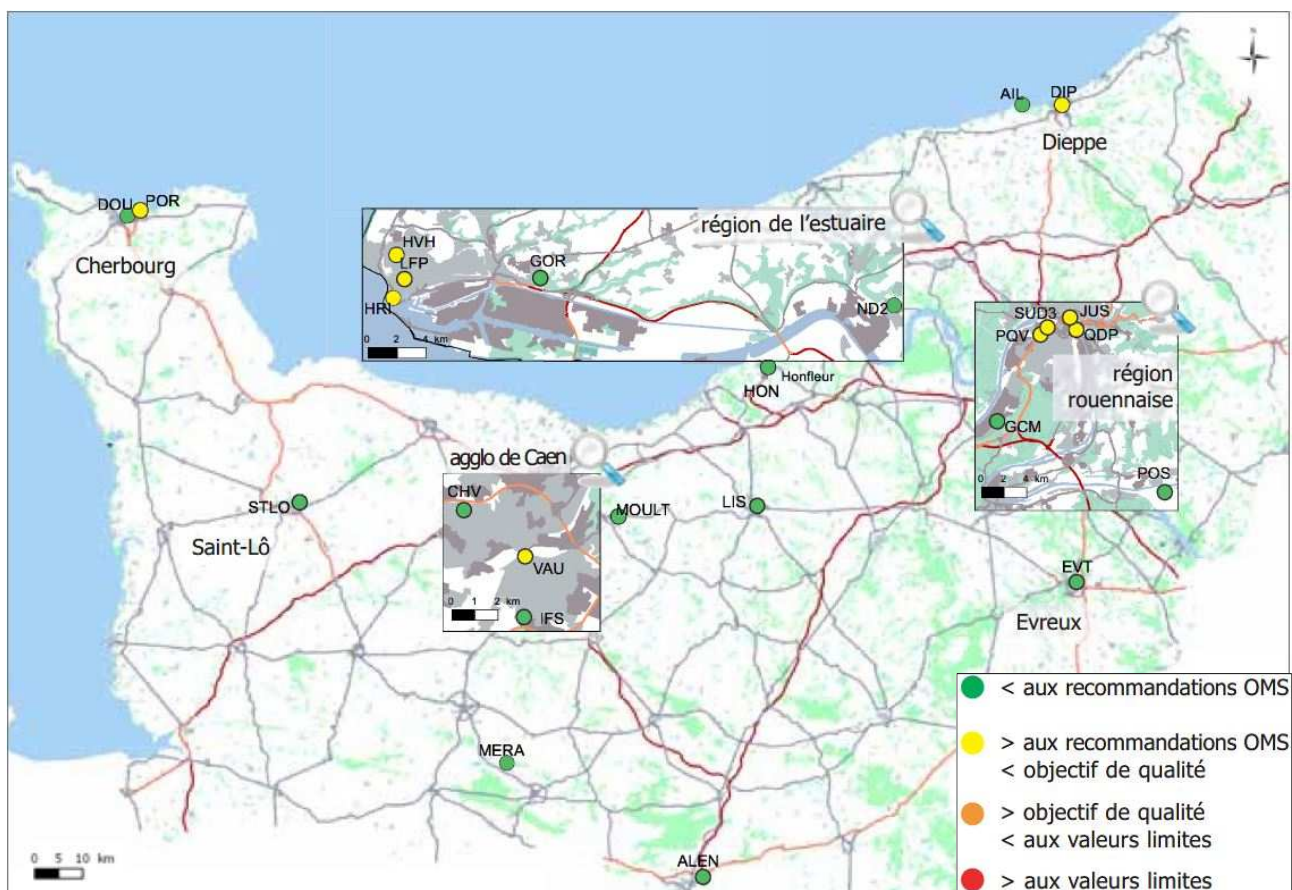 N
AIL
DIP
Dieppe
DOU
POR
Cherbourg
région de l'estuaire
HVH
LFP
HRI
GOR
ND2
0 2 4 km
SUD3
JUS
PQV
QDP
région
rouennaise
GCM
POS
0 2 4 km
HON
Honfleur
agglo de Caen
CHV
VAU
IFS
0 1 2 km
STLO
Saint-Lô
MOULT
LIS
EVT
Evreux
MERA
ALEN
0 5 10 km
< aux recommandations OMS
> aux recommandations OMS
< objectif de qualité
> objectif de qualité
< aux valeurs limites
> aux valeurs limites